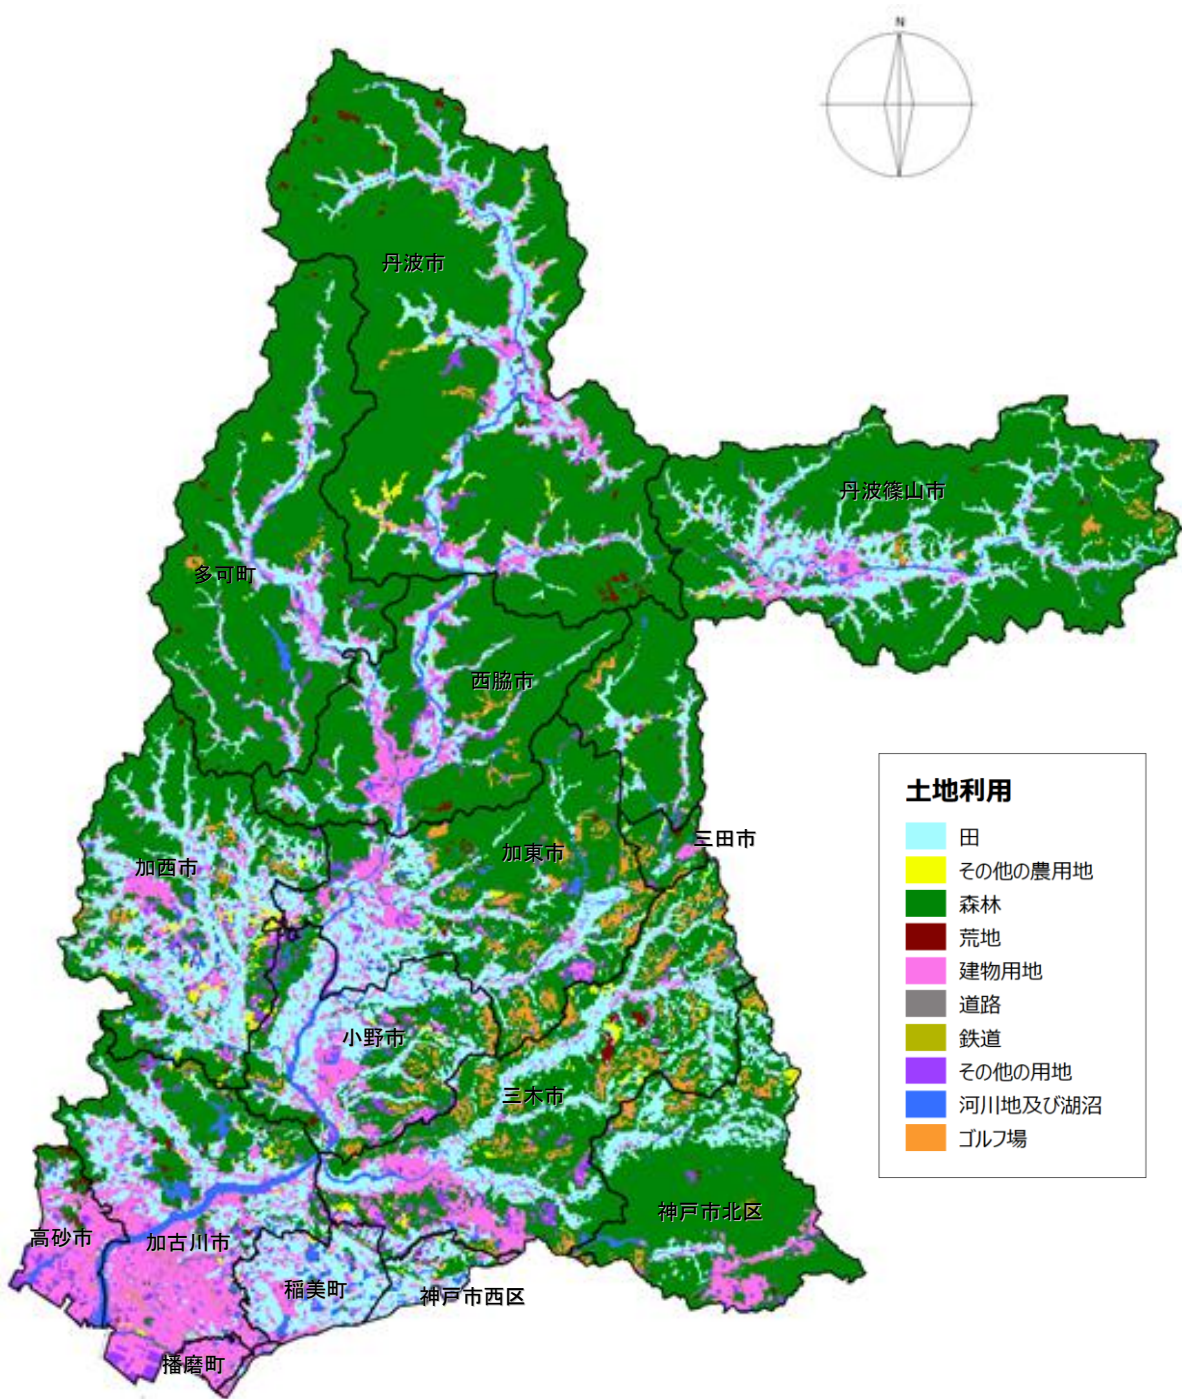 N
丹波市
丹波篠山市
多可町
西脇市
加西市
加東市
三田市
小野市
三木市
神戸市北区
高砂市
加古川市
稲美町
神戸市西区
播磨町
土地利用
田
その他の農用地
森林
荒地
建物用地
道路
鉄道
その他の用地
河川地及び湖沼
ゴルフ場